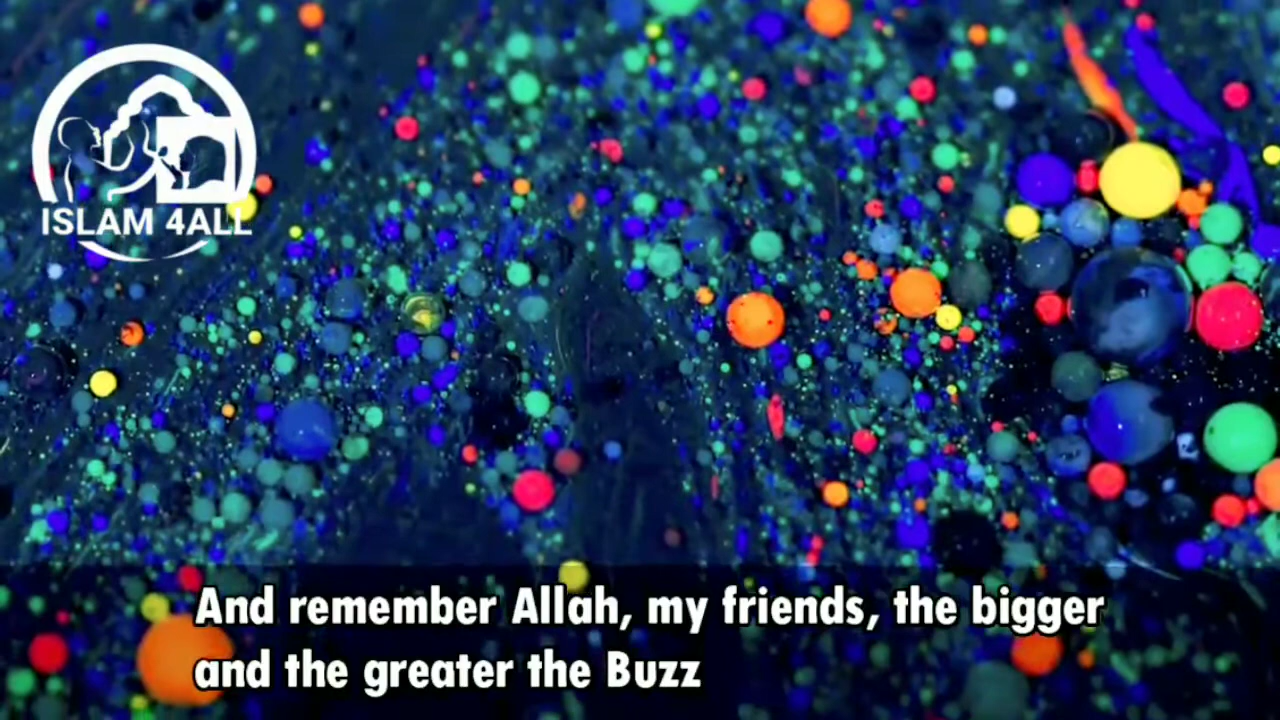 ISLAM 4ALL
And remember Allah, my friends, the bigger
and the greater the Buzz